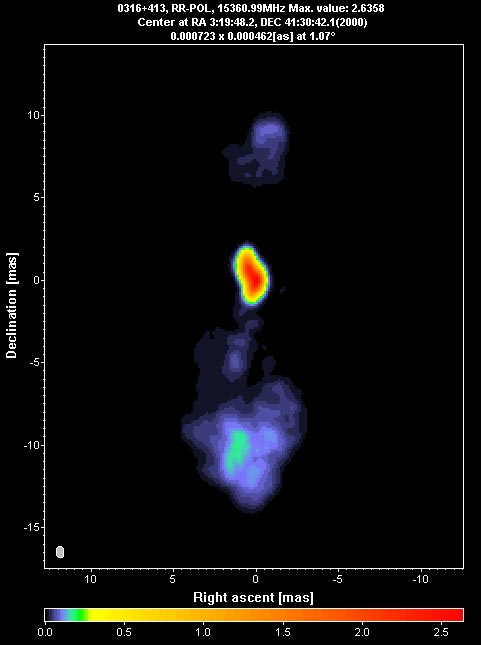 0316+413, RR-POL, 15360.99MHz Max. value: 2.6358
Center at RA 3:19:48.2, DEC 41:30:42.1(2000)
0.000723 x 0.000462[as] at 1.07°
10
5
0
-5
-10
-15
Declination [mas]
10 5 0 -5 -10
Right ascent [mas]
0.0 0.5 1.0 1.5 2.0 2.5